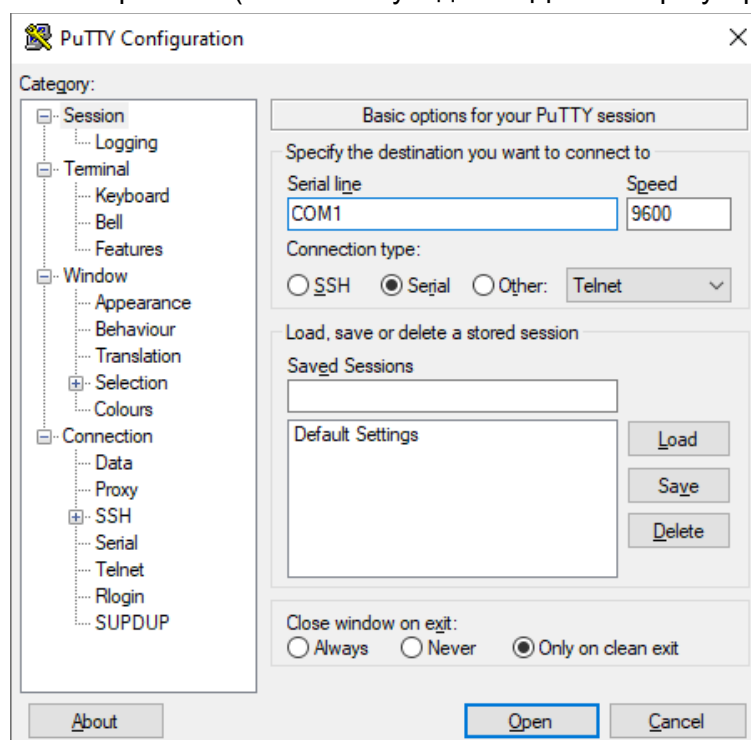 PuTTY Configuration
Category:
Session
Logging
Terminal
Keyboard
Bell
Features
Window
Appearance
Behaviour
Translation
Selection
Colours
Connection
Data
Proxy
SSH
Serial
Telnet
Rlogin
SUPDUP
Basic options for your PuTTY session
Specify the destination you want to connect to
Serial line Speed
COM1 9600
Connection type:
SSH Serial Other: Telnet
Load, save or delete a stored session
Saved Sessions
Default Settings
Load
Save
Delete
Close window on exit:
Always Never Only on clean exit
About Open Cancel